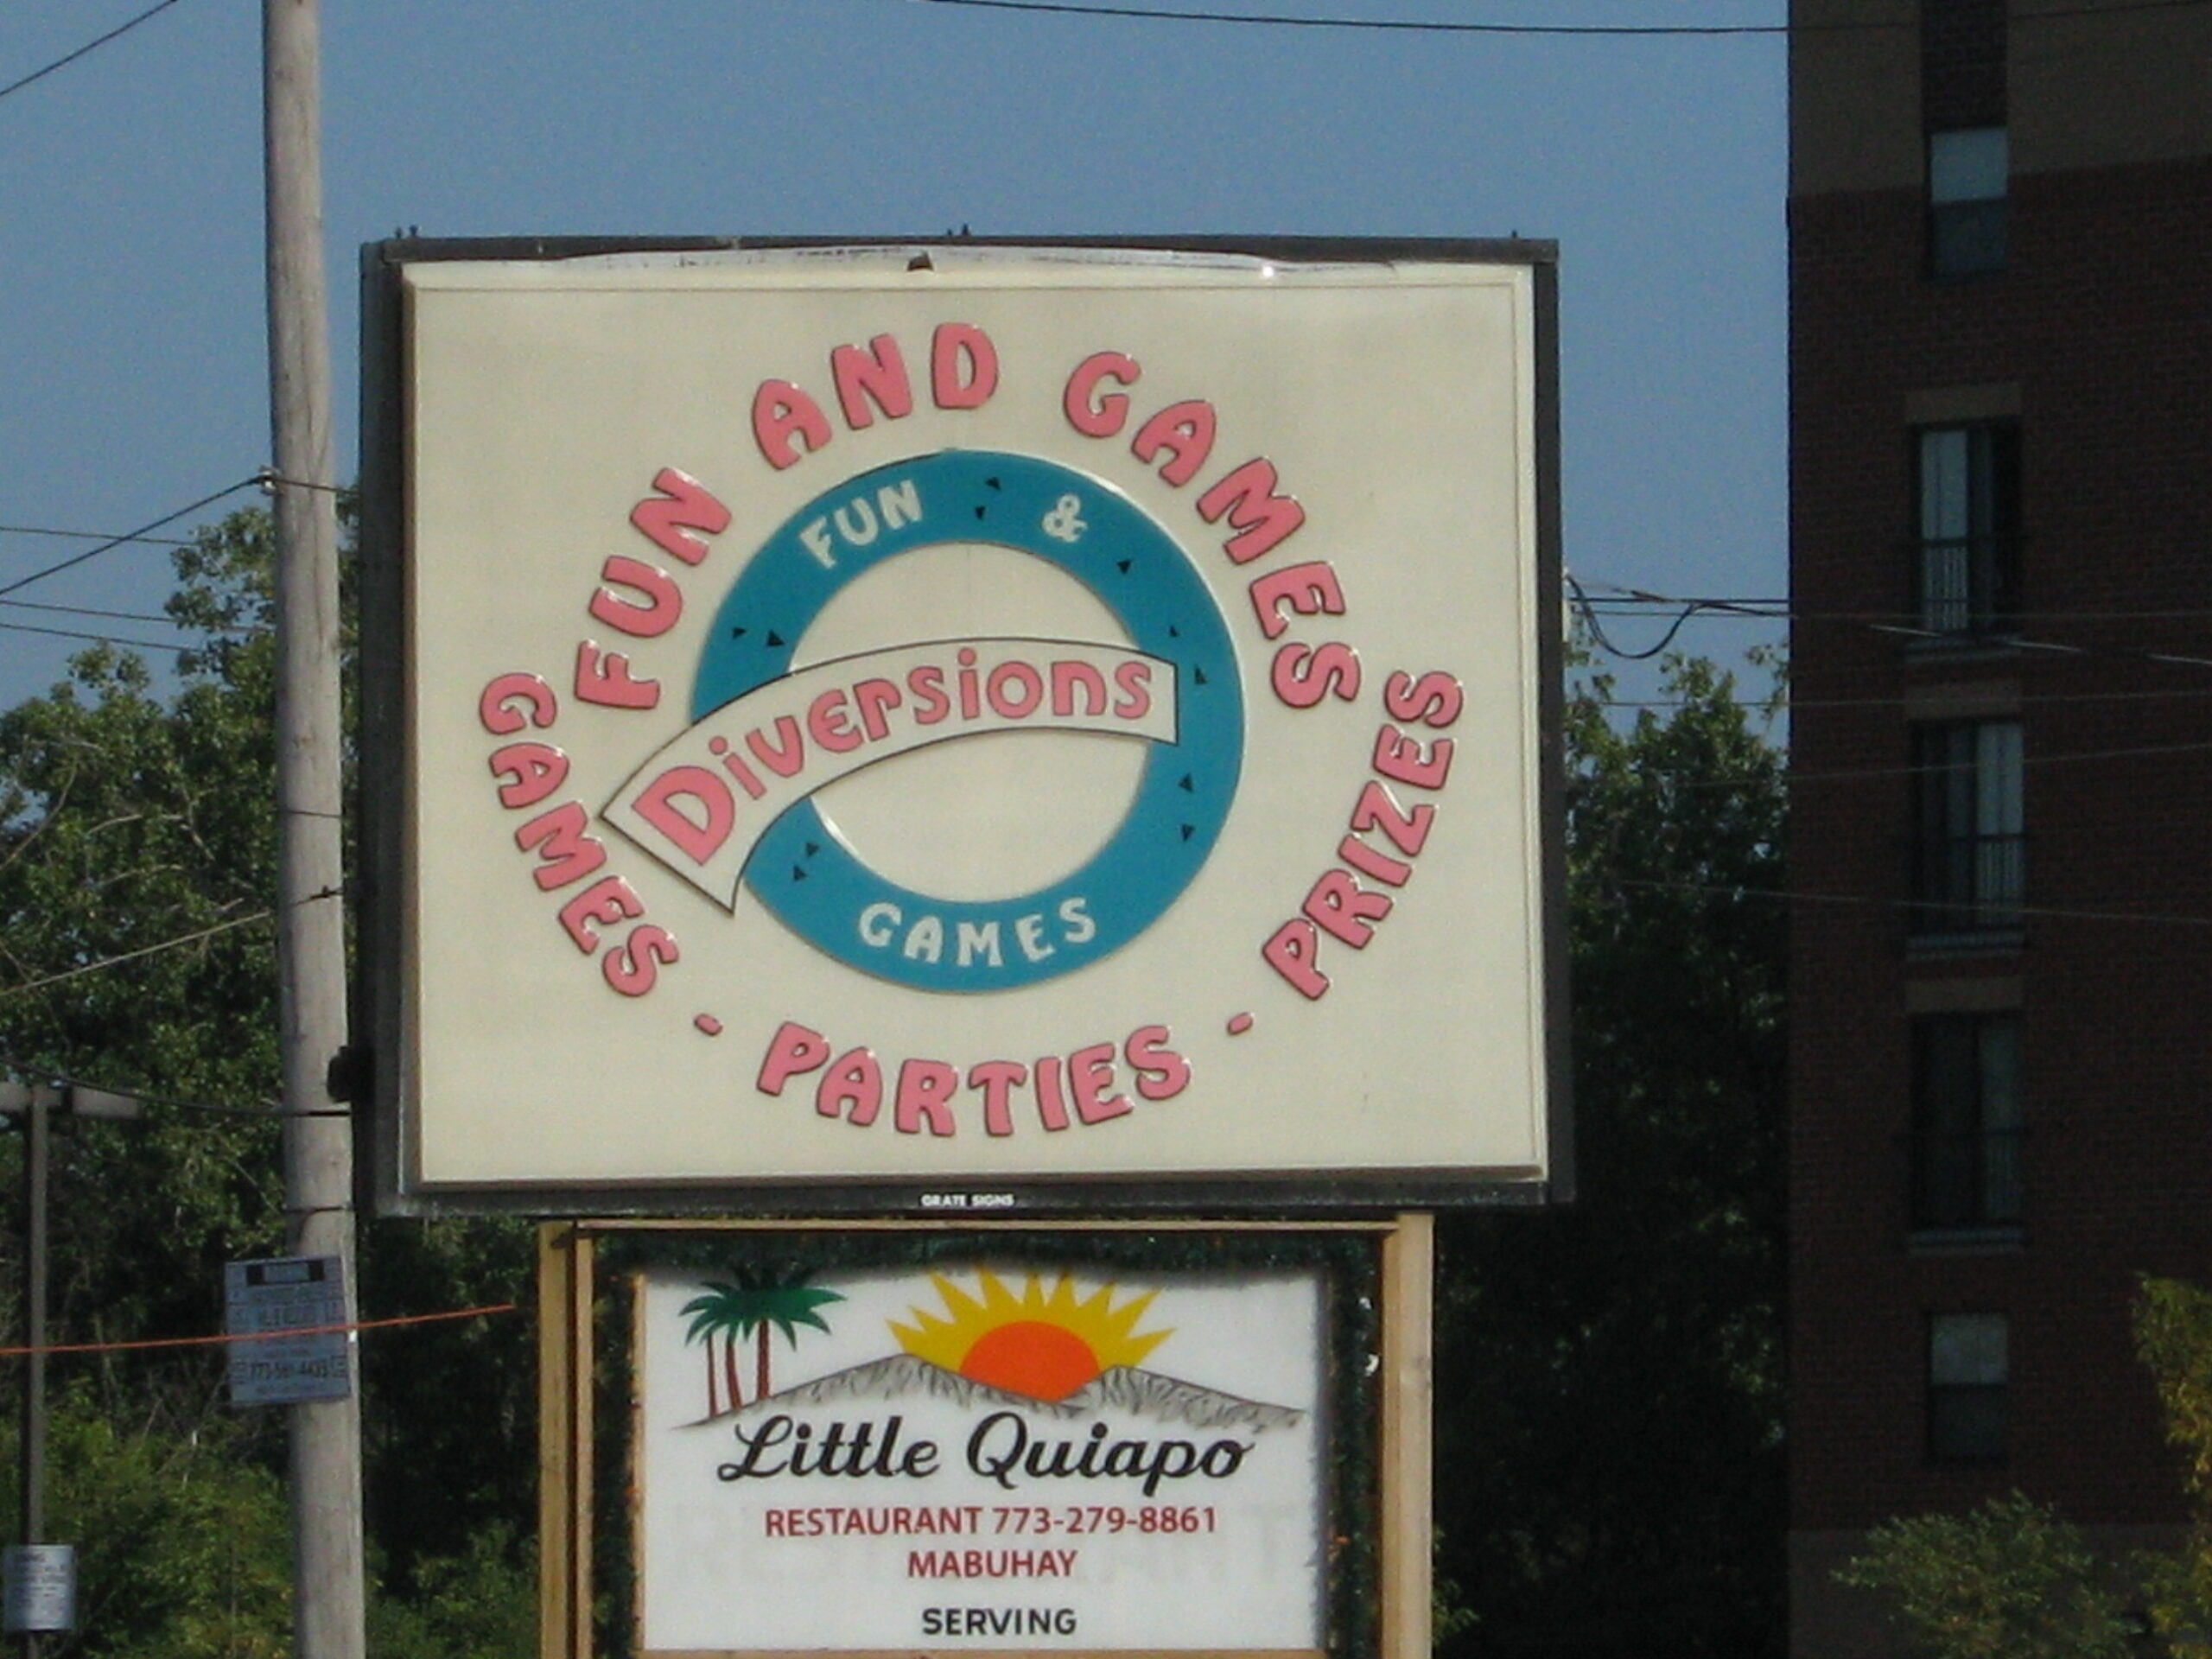 FUN AND GAMES
FUN &
Diversions
GAMES
GAMES - PARTIES - PRIZES
GRATE SIGNS
Little Quiapo
RESTAURANT 773-279-8861
MABUHAY
SERVING